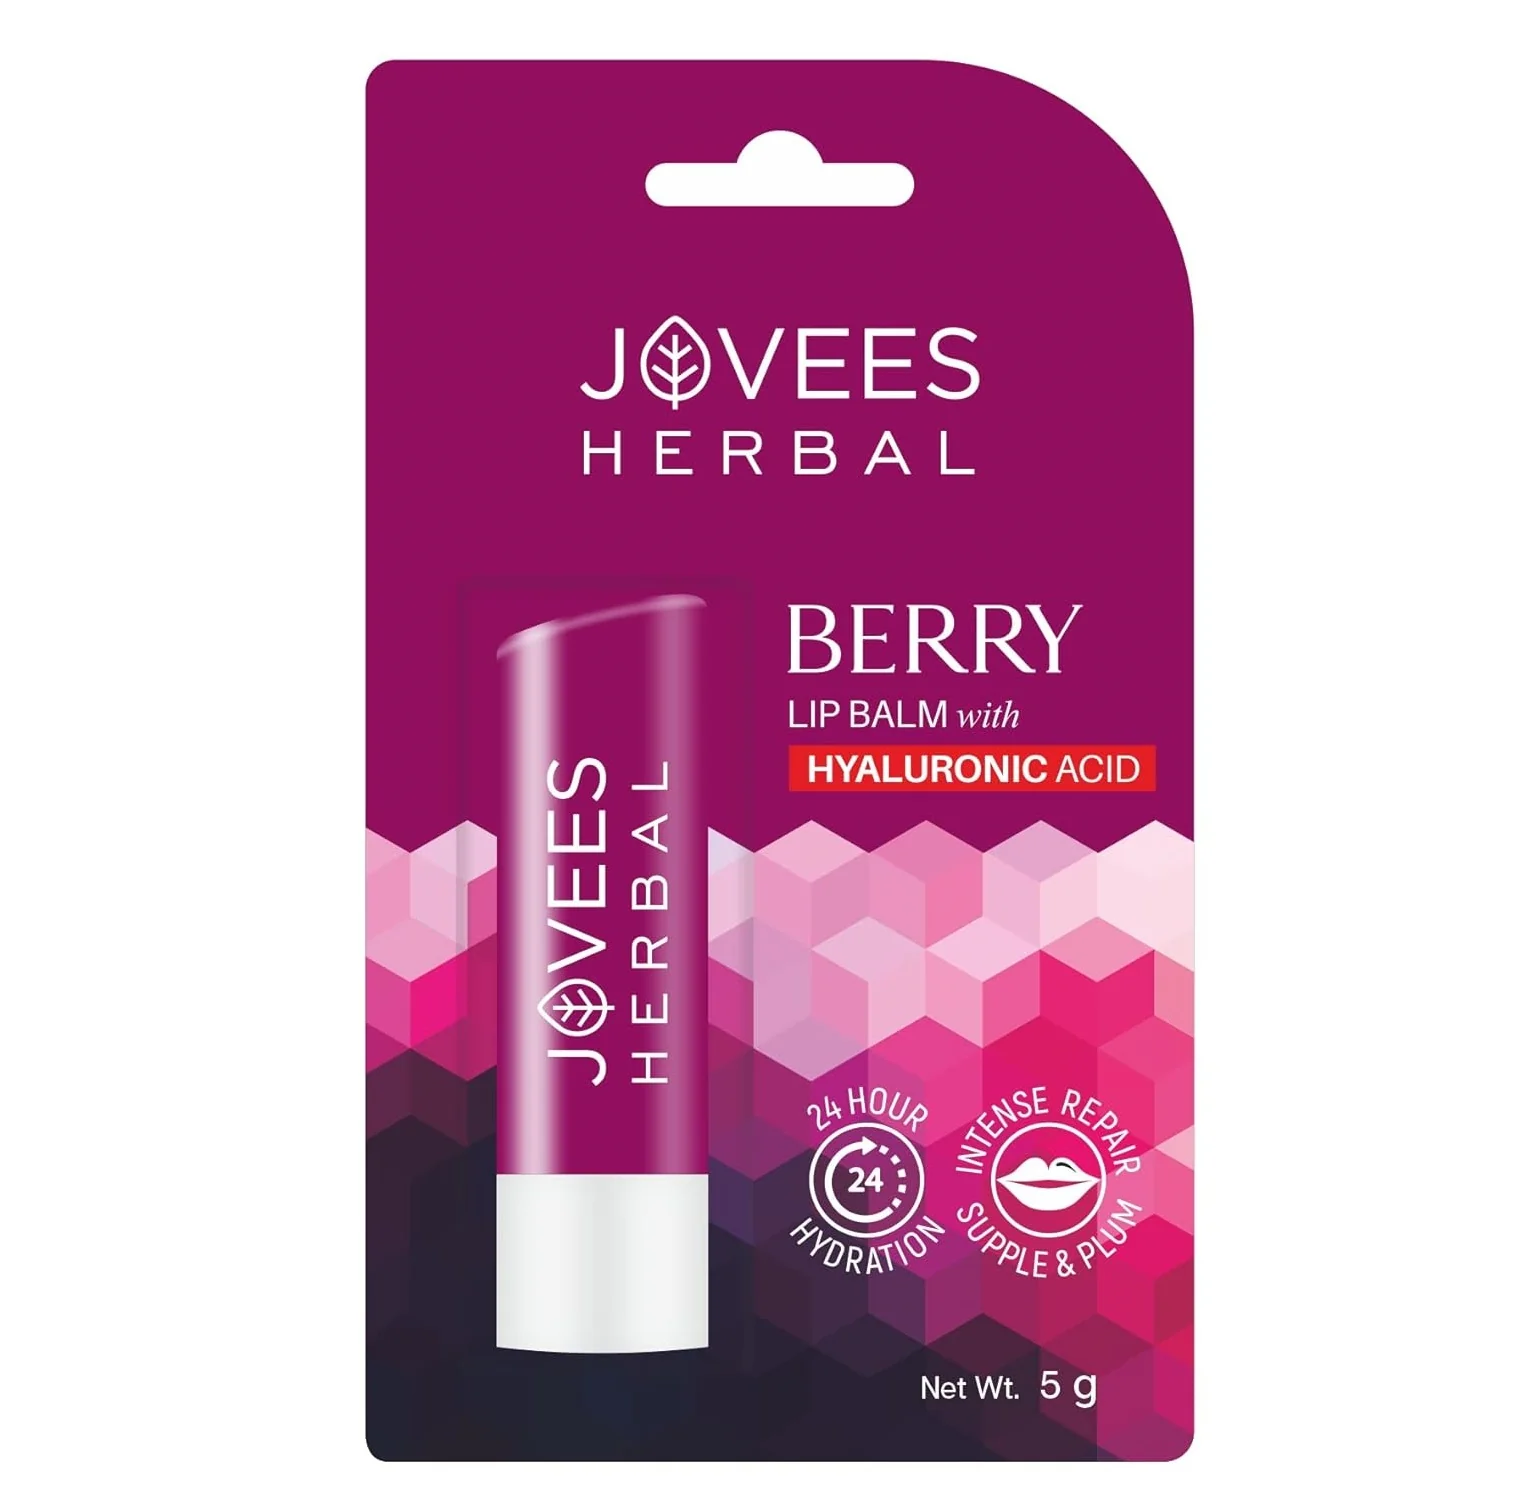 JOVEES
HERBAL
BERRY
LIP BALM with
HYALURONIC ACID
JOVEES
HERBAL
24 HOUR
24
HYDRATION
INTENSE REPAIR
SUPPLE & PLUM
Net Wt. 5 g